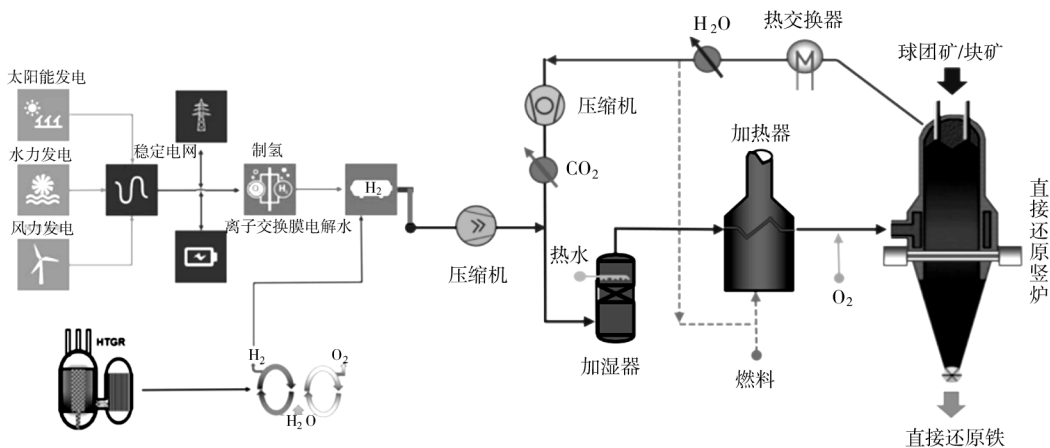 太阳能发电
水力发电
风力发电
稳定电网
制氢
O
H₂
离子交换膜电解水
H₂
压缩机
压缩机
CO₂
H₂O
热交换器
热水
加湿器
加热器
燃料
O₂
球团矿/块矿
直接还原竖炉
直接还原铁
HTGR
H₂
O₂
H₂O